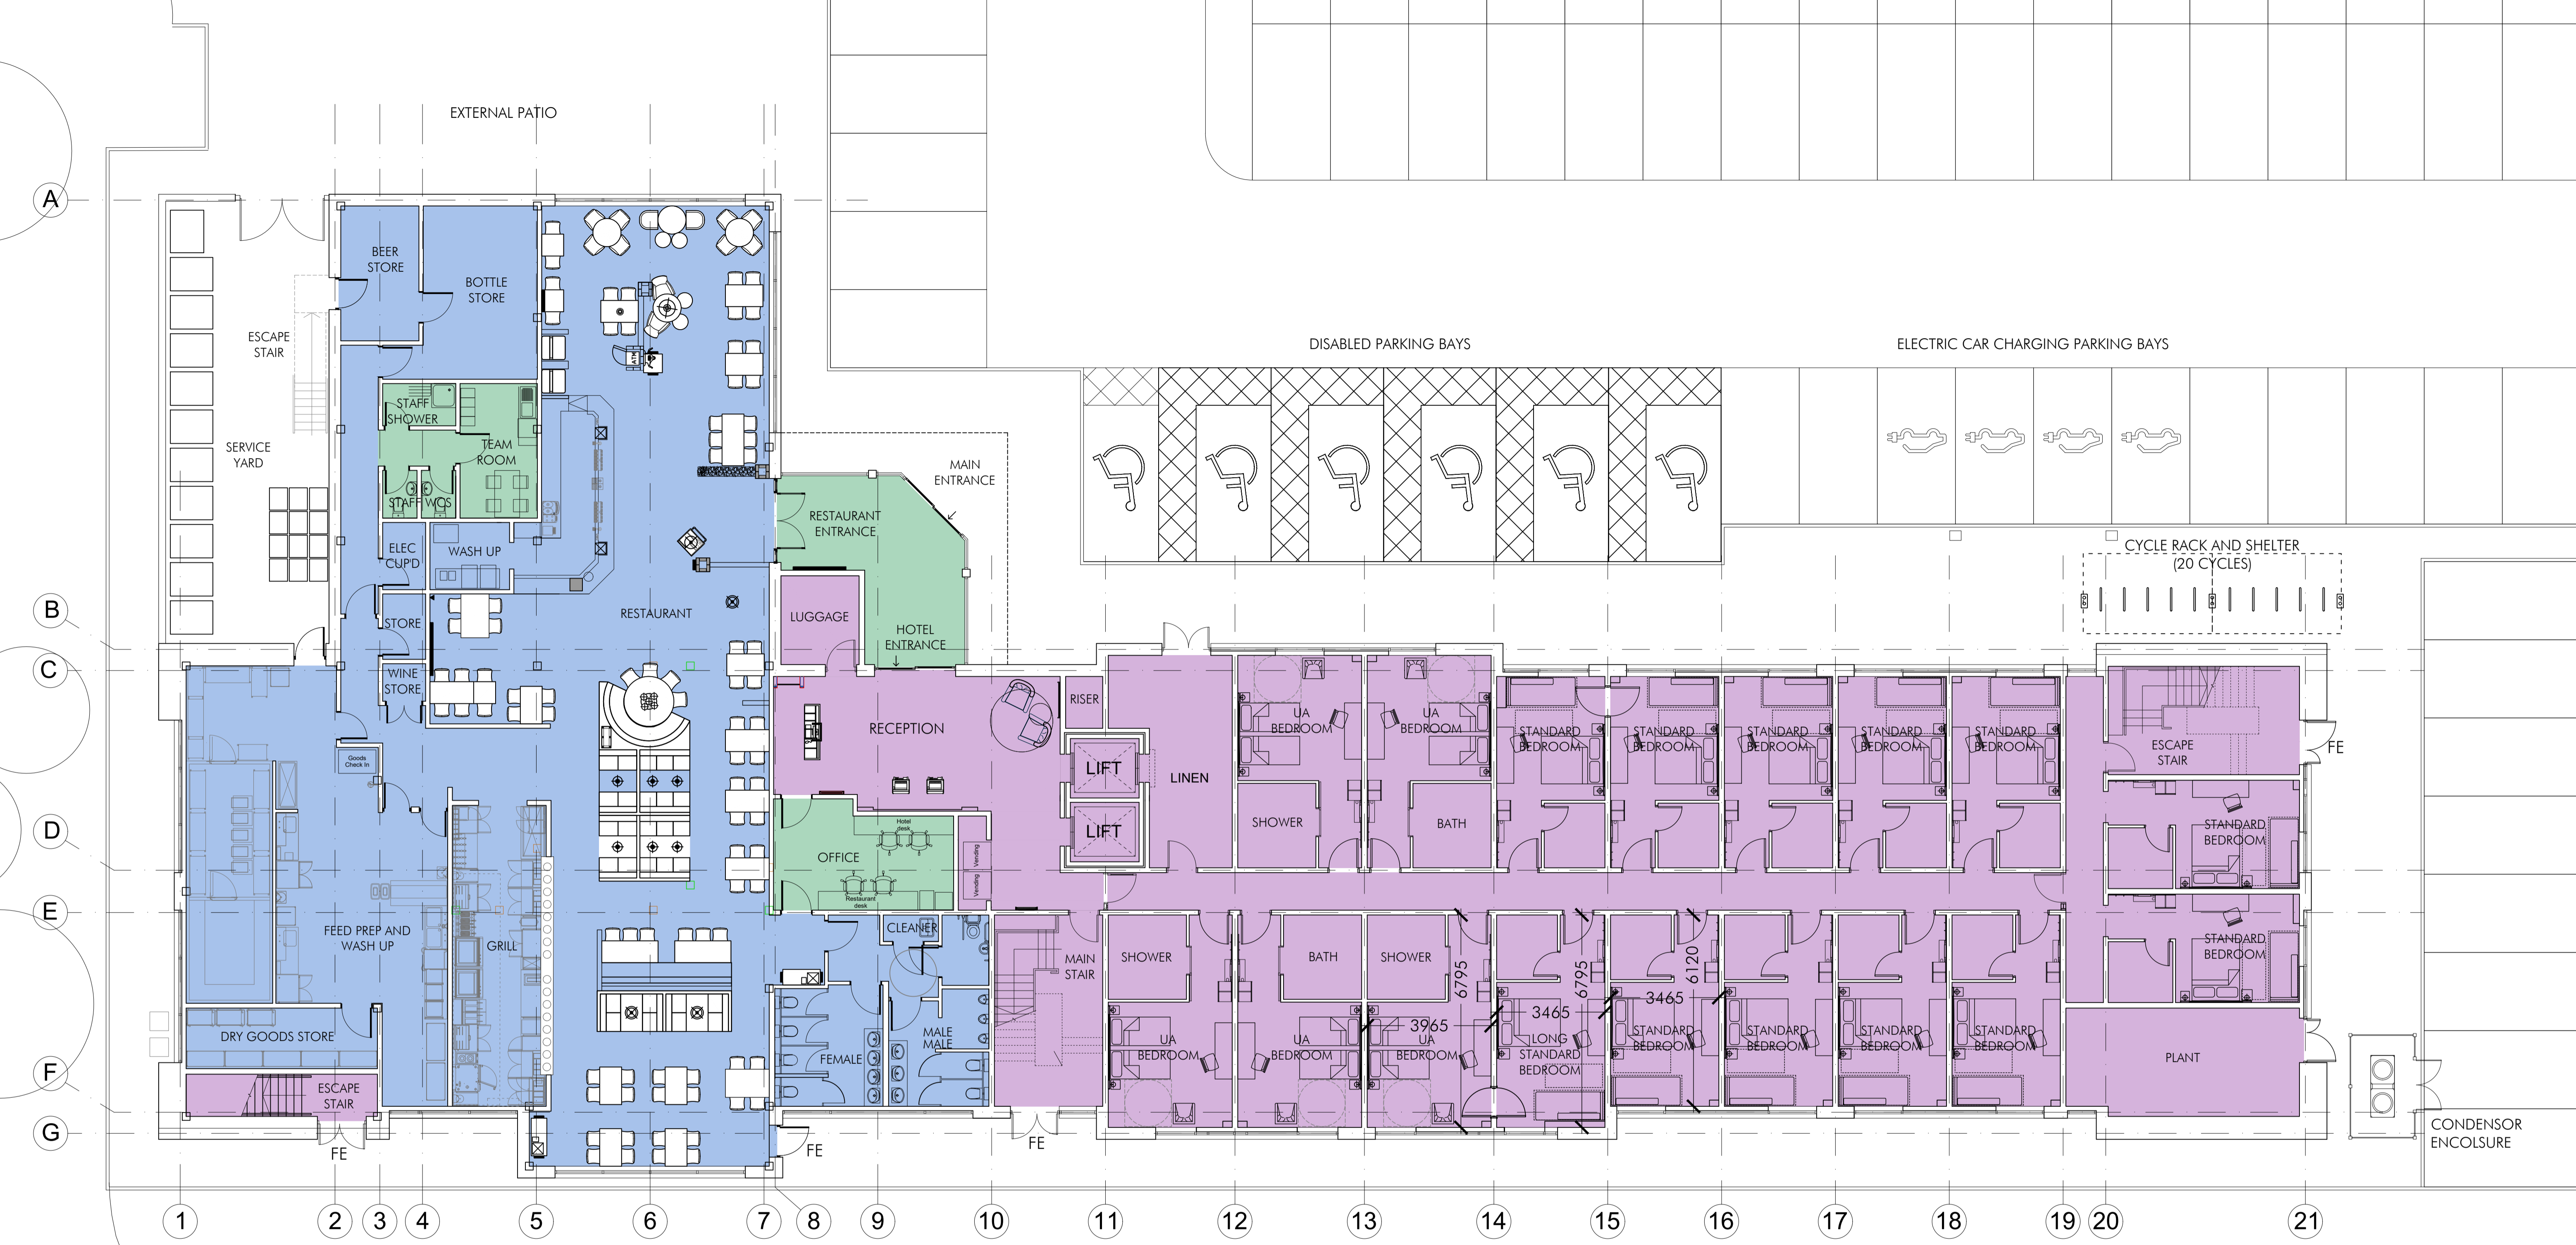 EXTERNAL PATIO
A
BEER
STORE
BOTTLE
STORE
ESCAPE
STAIR
ATM
DISABLED PARKING BAYS
ELECTRIC CAR CHARGING PARKING BAYS
STAFF
SHOWER
TEAM
ROOM
SERVICE
YARD
MAIN
ENTRANCE
STAFF WCS
RESTAURANT
ENTRANCE
ELEC
CUP'D
WASH UP
CYCLE RACK AND SHELTER
(20 CYCLES)
B
STORE
RESTAURANT
LUGGAGE
HOTEL
ENTRANCE
C
WINE
STORE
RECEPTION
RISER
UA
BEDROOM
UA
BEDROOM
STANDARD
BEDROOM
STANDARD
BEDROOM
STANDARD
BEDROOM
STANDARD
BEDROOM
STANDARD
BEDROOM
ESCAPE
STAIR
FE
Goods
Check In
LIFT
LINEN
D
LIFT
Hotel
desk
SHOWER
BATH
STANDARD
BEDROOM
OFFICE
Vending
Vending
Restaurant
desk
E
FEED PREP AND
WASH UP
GRILL
CLEANER
MAIN
STAIR
SHOWER
BATH
SHOWER
6795
6795
6120
STANDARD
BEDROOM
3965
3465
3465
DRY GOODS STORE
FEMALE
MALE
MALE
UA
BEDROOM
UA
BEDROOM
UA
BEDROOM
LONG
STANDARD
BEDROOM
STANDARD
BEDROOM
STANDARD
BEDROOM
STANDARD
BEDROOM
STANDARD
BEDROOM
PLANT
F
ESCAPE
STAIR
G
FE
FE
FE
CONDENSOR
ENCOLSURE
1
2
3
4
5
6
7
8
9
10
11
12
13
14
15
16
17
18
19
20
21